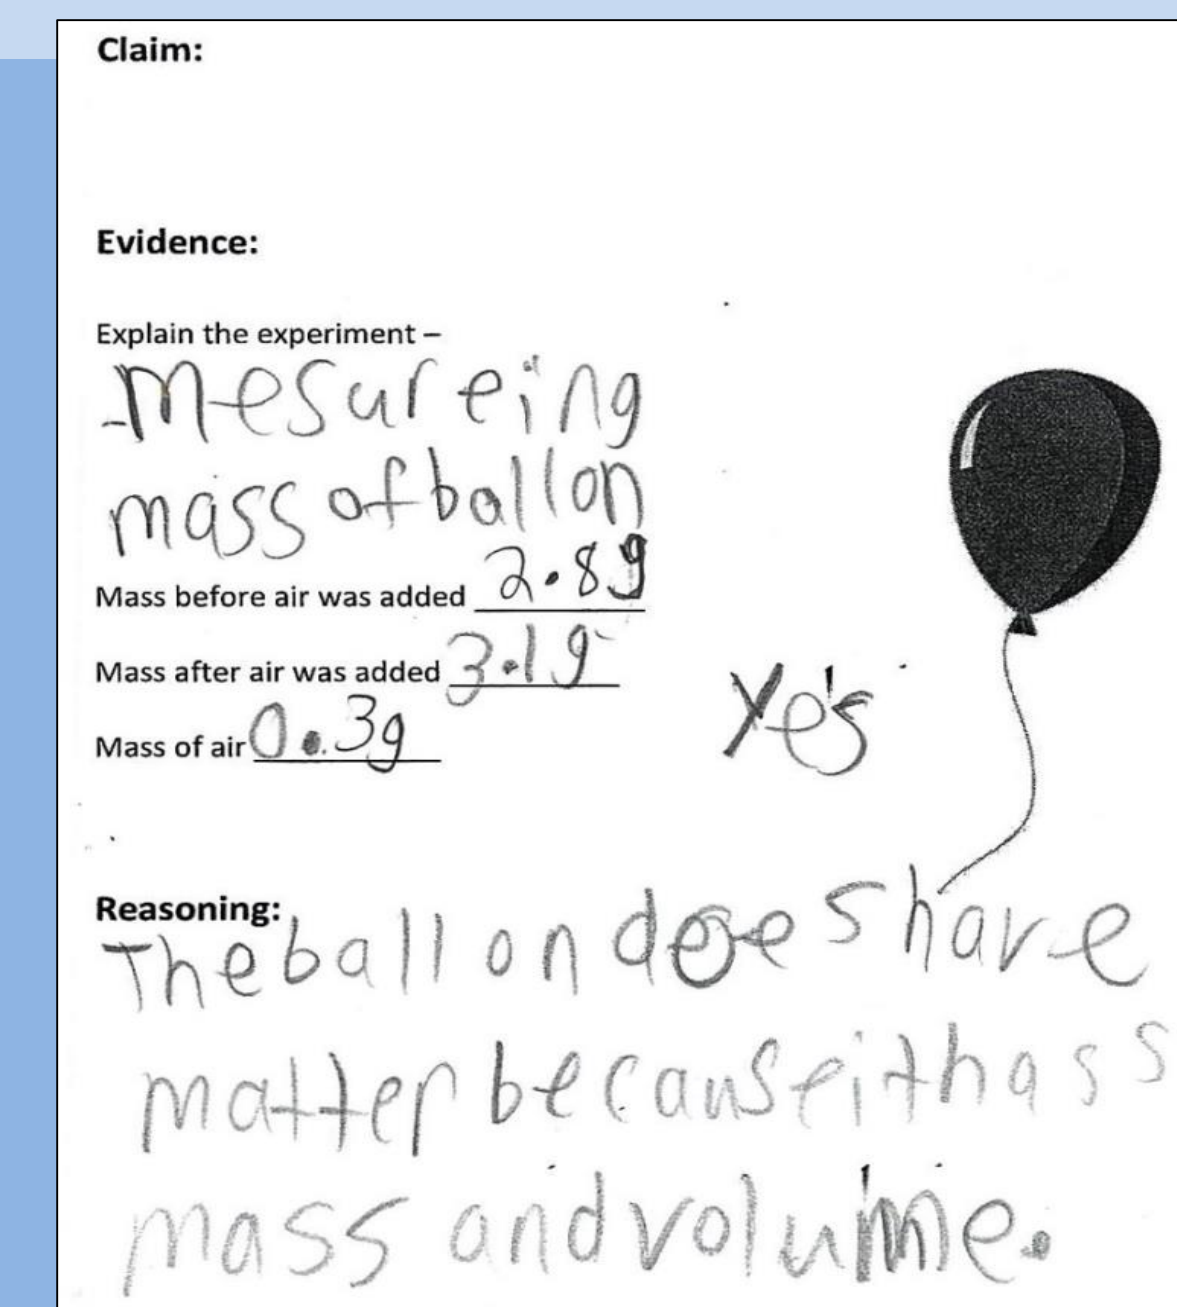 Claim:
Evidence:
Explain the experiment –
-Mesureing
mass of ballon
Mass before air was added 2.8g
Mass after air was added 3.1g
Mass of air 0.3g
Yes
Reasoning:
The ballon does have
matter because it hass
mass and volume.